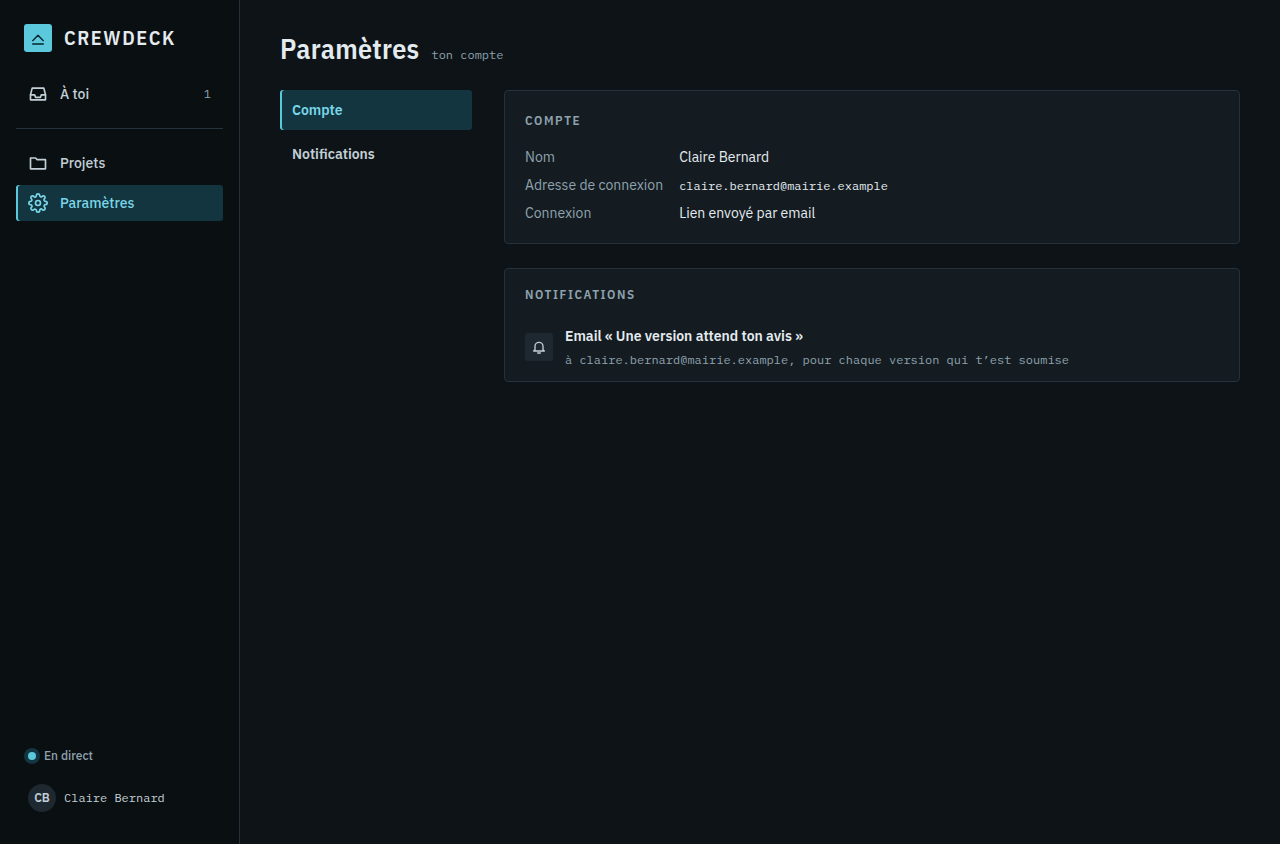 CREWDECK
À toi 1
Projets
Paramètres
En direct
CB Claire Bernard
Paramètres ton compte
Compte
Notifications
COMPTE
Nom Claire Bernard
Adresse de connexion claire.bernard@mairie.example
Connexion Lien envoyé par email
NOTIFICATIONS
Email « Une version attend ton avis »
à claire.bernard@mairie.example, pour chaque version qui t’est soumise